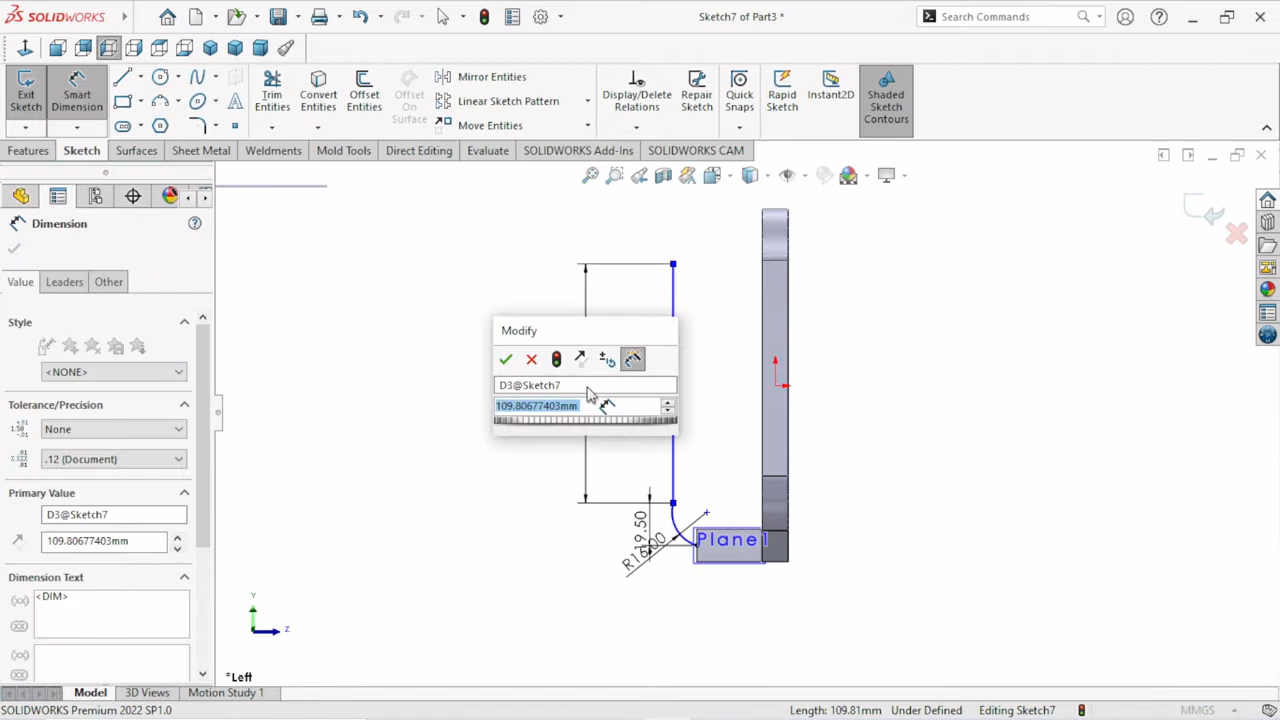 SOLIDWORKS
Sketch7 of Part3 *
Search Commands
Exit Sketch
Smart Dimension
Trim Entities
Convert Entities
Offset Entities
Offset On Surface
Mirror Entities
Linear Sketch Pattern
Move Entities
Display/Delete Relations
Repair Sketch
Quick Snaps
Rapid Sketch
Instant2D
Shaded Sketch Contours
Features
Sketch
Surfaces
Sheet Metal
Weldments
Mold Tools
Direct Editing
Evaluate
SOLIDWORKS Add-Ins
SOLIDWORKS CAM
Dimension
Value
Leaders
Other
Style
<NONE>
Tolerance/Precision
None
.12 (Document)
Primary Value
D3@Sketch7
109.80677403mm
Dimension Text
<DIM>
Modify
D3@Sketch7
109.80677403mm
19.50
R16.00
Plane1
Y
Z
*Left
Model
3D Views
Motion Study 1
SOLIDWORKS Premium 2022 SP1.0
Length: 109.81mm
Under Defined
Editing Sketch7
MMGS